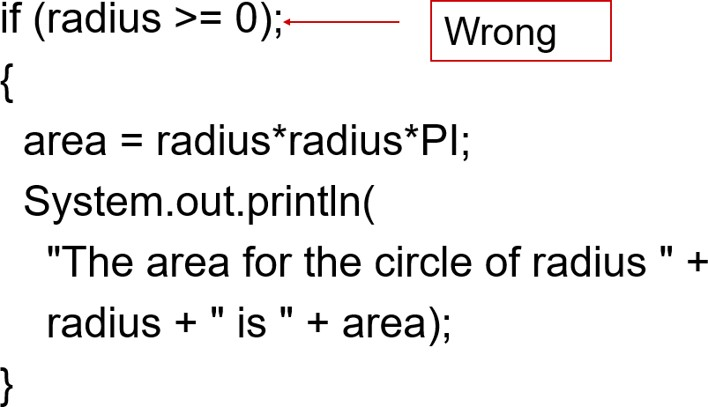 if (radius >= 0); Wrong
{
area = radius*radius*PI;
System.out.println(
"The area for the circle of radius " +
radius + " is " + area);
}